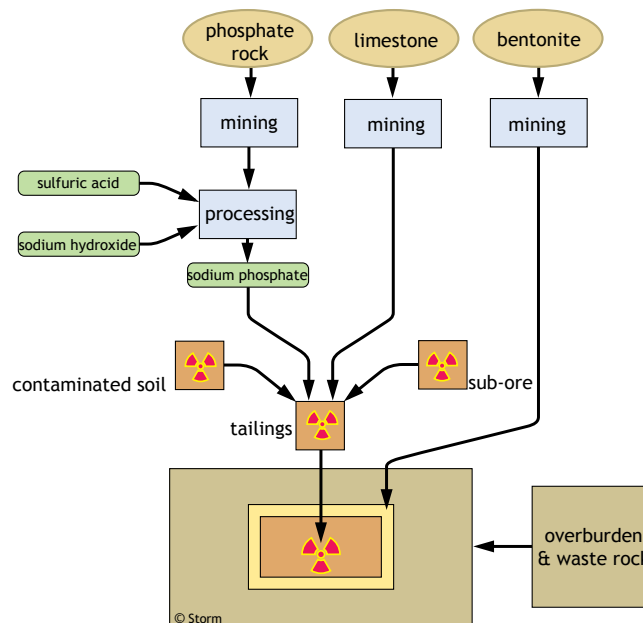 phosphate
rock
limestone
bentonite
mining
mining
mining
sulfuric acid
processing
sodium hydroxide
sodium phosphate
contaminated soil
sub-ore
tailings
overburden
& waste rock
© Storm